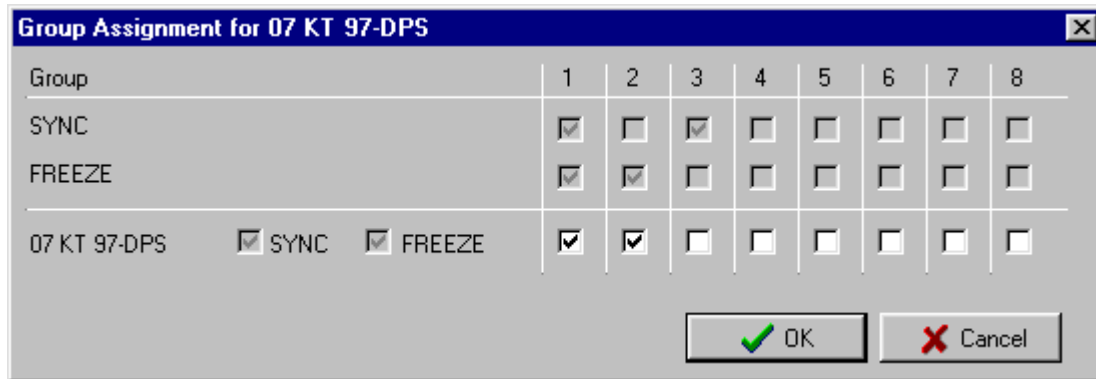 Group Assignment for 07 KT 97-DPS
Group 1 2 3 4 5 6 7 8
SYNC
FREEZE
07 KT 97-DPS SYNC FREEZE
OK Cancel